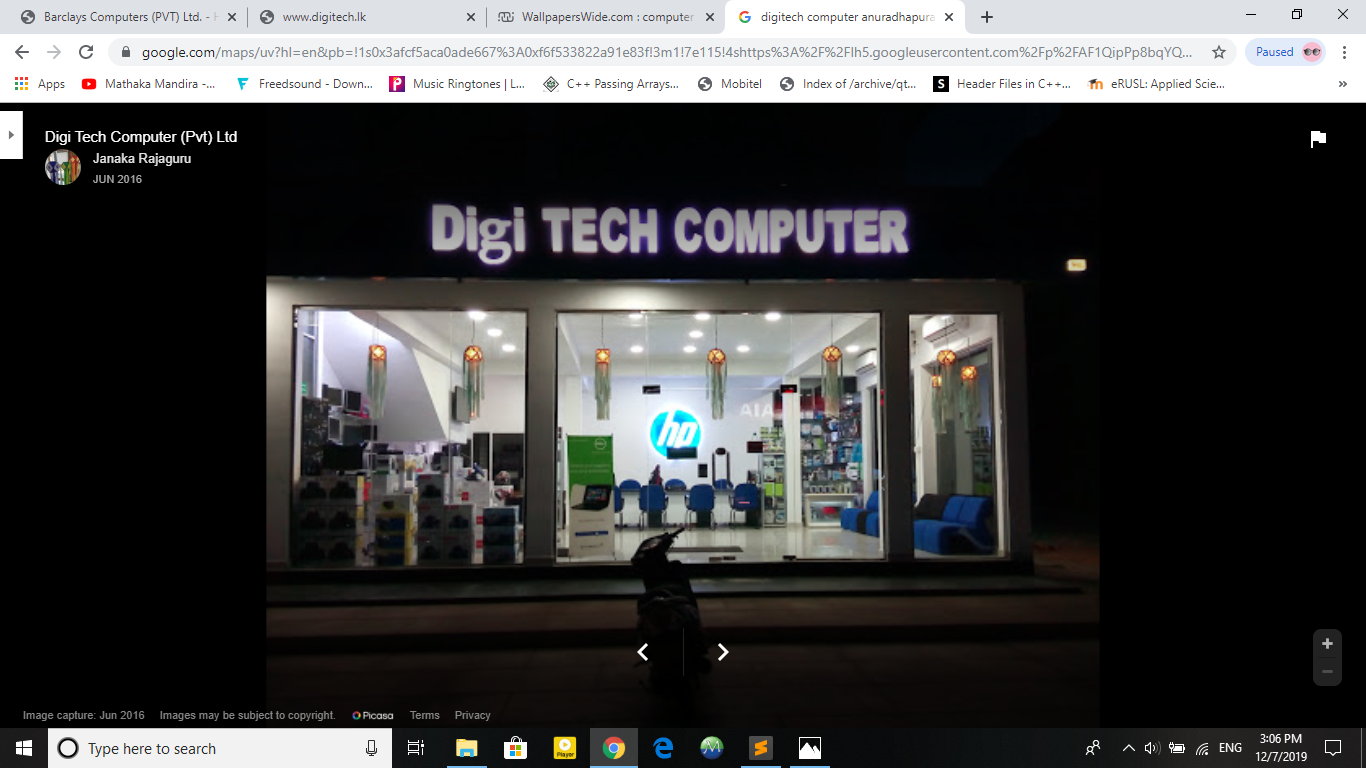 Barclays Computers (PVT) Ltd. - H
www.digitech.lk
WallpapersWide.com : computer
digitech computer anuradhapura
google.com/maps/uv?hl=en&pb=!1s0x3afcf5aca0ade667%3A0xf6f533822a91e83f!3m1!7e115!4shttps%3A%2F%2Flh5.googleusercontent.com%2Fp%2FAF1QipPp8bqYQ...
Paused
Apps
Mathaka Mandira -...
Freedsound - Down...
Music Ringtones | L...
C++ Passing Arrays...
Mobitel
Index of /archive/qt...
Header Files in C++...
eRUSL: Applied Scie...
Digi Tech Computer (Pvt) Ltd
Janaka Rajaguru
JUN 2016
Digi TECH COMPUTER
AIA
hp
Image capture: Jun 2016 Images may be subject to copyright. Picasa Terms Privacy
Type here to search
Player
ENG
3:06 PM
12/7/2019